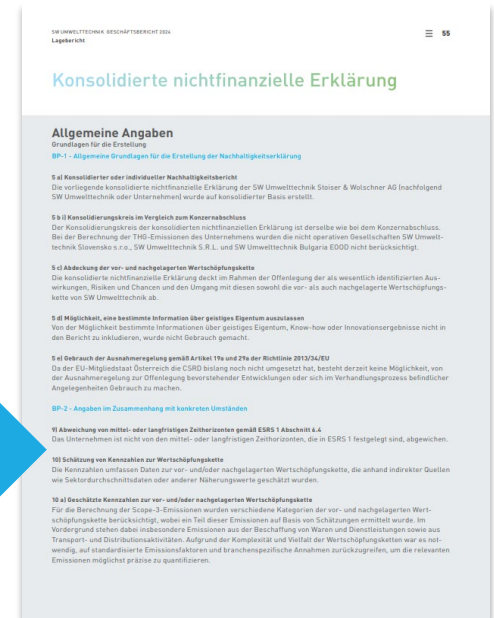 SW UMWELTTECHNIK GESCHÄFTSBERICHT 2024
Lagebericht
55
Konsolidierte nichtfinanzielle Erklärung
Allgemeine Angaben
Grundlagen für die Erstellung
BP-1 - Allgemeine Grundlagen für die Erstellung der Nachhaltigkeitserklärung
5 a) Konsolidierter oder individueller Nachhaltigkeitsbericht
Die vorliegende konsolidierte nichtfinanzielle Erklärung der SW Umwelttechnik Stoiser & Wolschner AG (nachfolgend
SW Umwelttechnik oder Unternehmen) wurde auf konsolidierter Basis erstellt.
5 b i) Konsolidierungskreis im Vergleich zum Konzernabschluss
Der Konsolidierungskreis der konsolidierten nichtfinanziellen Erklärung ist derselbe wie bei dem Konzernabschluss.
Bei der Berechnung der THG-Emissionen des Unternehmens wurden die nicht operativen Gesellschaften SW Umwelt-
technik Slovensko s.r.o., SW Umwelttechnik S.R.L. und SW Umwelttechnik Bulgaria EOOD nicht berücksichtigt.
5 c) Abdeckung der vor- und nachgelagerten Wertschöpfungskette
Die konsolidierte nichtfinanzielle Erklärung deckt im Rahmen der Offenlegung der als wesentlich identifizierten Aus-
wirkungen, Risiken und Chancen und den Umgang mit diesen sowohl die vor- als auch nachgelagerte Wertschöpfungs-
kette von SW Umwelttechnik ab.
5 d) Möglichkeit, eine bestimmte Information über geistiges Eigentum auszulassen
Von der Möglichkeit bestimmte Informationen über geistiges Eigentum, Know-how oder Innovationsergebnisse nicht in
den Bericht zu inkludieren, wurde nicht Gebrauch gemacht.
5 e) Gebrauch der Ausnahmeregelung gemäß Artikel 19a und 29a der Richtlinie 2013/34/EU
Da der EU-Mitgliedstaat Österreich die CSRD bislang noch nicht umgesetzt hat, besteht derzeit keine Möglichkeit, von
der Ausnahmeregelung zur Offenlegung bevorstehender Entwicklungen oder sich im Verhandlungsprozess befindlicher
Angelegenheiten Gebrauch zu machen.
BP-2 - Angaben im Zusammenhang mit konkreten Umständen
9) Abweichung von mittel- oder langfristigen Zeithorizonten gemäß ESRS 1 Abschnitt 6.4
Das Unternehmen ist nicht von den mittel- oder langfristigen Zeithorizonten, die in ESRS 1 festgelegt sind, abgewichen.
10) Schätzung von Kennzahlen zur Wertschöpfungskette
Die Kennzahlen umfassen Daten zur vor- und/oder nachgelagerten Wertschöpfungskette, die anhand indirekter Quellen
wie Sektordurchschnittsdaten oder anderer Näherungswerte geschätzt wurden.
10 a) Geschätzte Kennzahlen zur vor- und/oder nachgelagerten Wertschöpfungskette
Für die Berechnung der Scope-3-Emissionen wurden verschiedene Kategorien der vor- und nachgelagerten Wert-
schöpfungskette berücksichtigt, wobei ein Teil dieser Emissionen auf Basis von Schätzungen ermittelt wurde. Im
Vordergrund stehen dabei insbesondere Emissionen aus der Beschaffung von Waren und Dienstleistungen sowie aus
Transport- und Distributionsaktivitäten. Aufgrund der Komplexität und Vielfalt der Wertschöpfungsketten war es not-
wendig, auf standardisierte Emissionsfaktoren und branchenspezifische Annahmen zurückzugreifen, um die relevanten
Emissionen möglichst präzise zu quantifizieren.